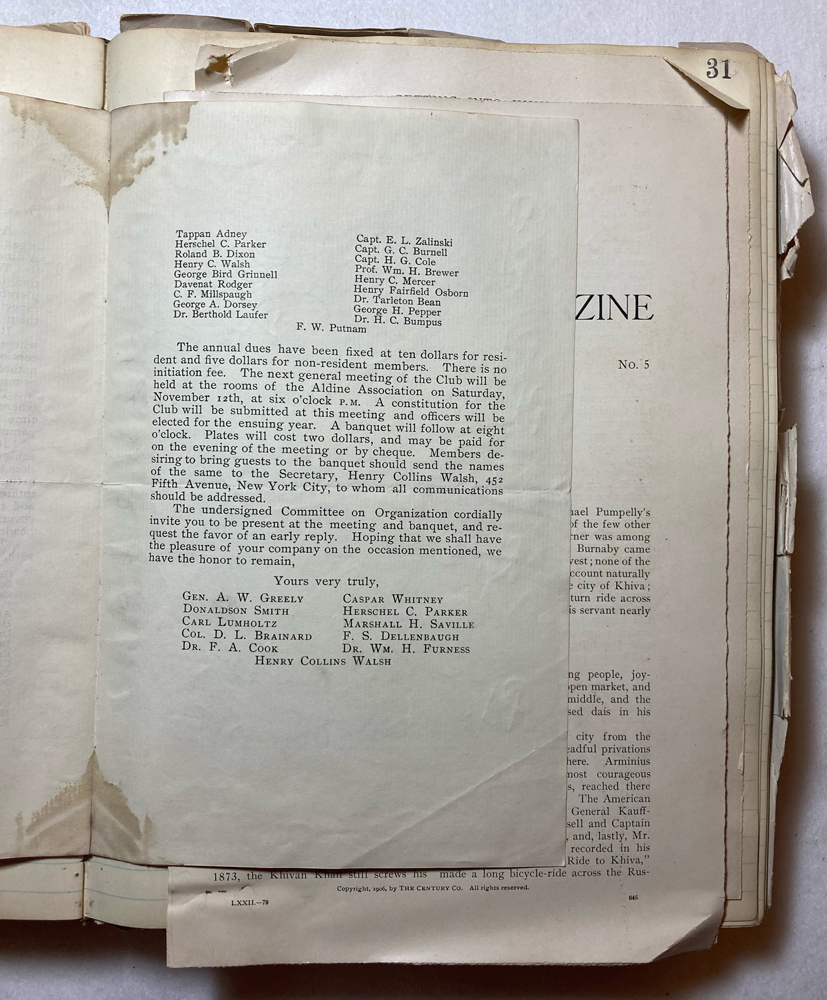 31
Tappan Adney
Herschel C. Parker
Roland B. Dixon
Henry C. Walsh
George Bird Grinnell
Davenat Rodger
C. F. Millspaugh
George A. Dorsey
Dr. Berthold Laufer
Capt. E. L. Zalinski
Capt. G. C. Burnell
Capt. H. G. Cole
Prof. Wm. H. Brewer
Henry C. Mercer
Henry Fairfield Osborn
Dr. Tarleton Bean
George H. Pepper
Dr. H. C. Bumpus
F. W. Putnam
The annual dues have been fixed at ten dollars for resi-
dent and five dollars for non-resident members. There is no
initiation fee. The next general meeting of the Club will be
held at the rooms of the Aldine Association on Saturday,
November 12th, at six o'clock P.M. A constitution for the
Club will be submitted at this meeting and officers will be
elected for the ensuing year. A banquet will follow at eight
o'clock. Plates will cost two dollars, and may be paid for
on the evening of the meeting or by cheque. Members de-
siring to bring guests to the banquet should send the names
of the same to the Secretary, Henry Collins Walsh, 452
Fifth Avenue, New York City, to whom all communications
should be addressed.
The undersigned Committee on Organization cordially
invite you to be present at the meeting and banquet, and re-
quest the favor of an early reply. Hoping that we shall have
the pleasure of your company on the occasion mentioned, we
have the honor to remain,
Yours very truly,
GEN. A. W. GREELY
DONALDSON SMITH
CARL LUMHOLTZ
COL. D. L. BRAINARD
DR. F. A. COOK
CASPAR WHITNEY
HERSCHEL C. PARKER
MARSHALL H. SAVILLE
F. S. DELLENBAUGH
DR. WM. H. FURNESS
HENRY COLLINS WALSH
ZINE
No. 5
ael Pumpelly's
of the few other
rner was among
Burnaby came
vest; none of the
ccount naturally
e city of Khiva;
turn ride across
is servant nearly
ng people, joy-
open market, and
middle, and the
sed dais in his
city from the
eadful privations
here. Arminius
most courageous
s, reached there
The American
General Kauff-
sell and Captain
, and, lastly, Mr.
recorded in his
Ride to Khiva,"
1873, the Khivan Khan still screws his made a long bicycle-ride across the Rus-
Copyright, 1906, by THE CENTURY CO. All rights reserved.
LXXII.—79
645